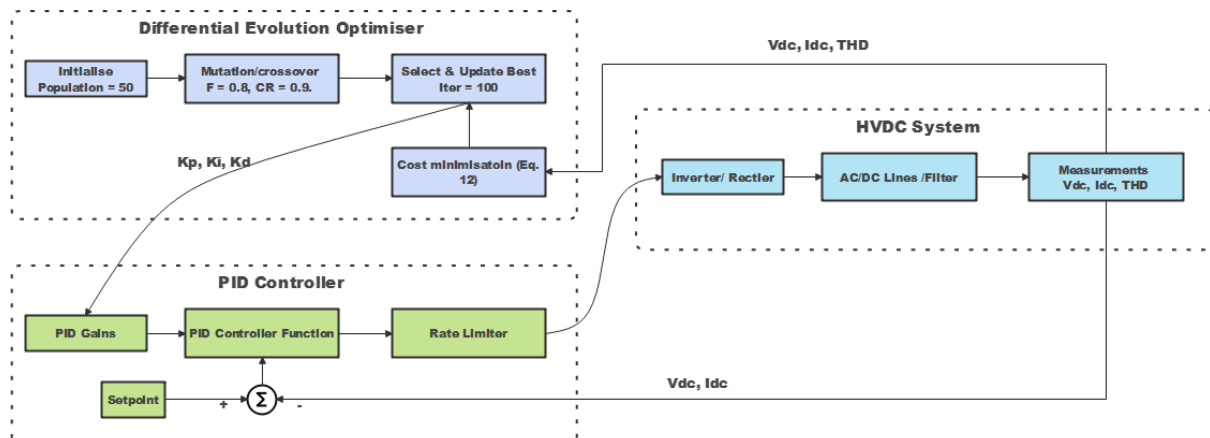 Differential Evolution Optimiser
Initialise
Population = 50
Mutation/crossover
F = 0.8, CR = 0.9.
Select & Update Best
Iter = 100
Cost minimisatoin (Eq.
12)
Kp, Ki, Kd
Vdc, Idc, THD
HVDC System
Inverter/ Rectier
AC/DC Lines /Filter
Measurements
Vdc, Idc, THD
PID Controller
PID Gains
PID Controller Function
Rate Limiter
Setpoint
+
Σ
-
Vdc, Idc